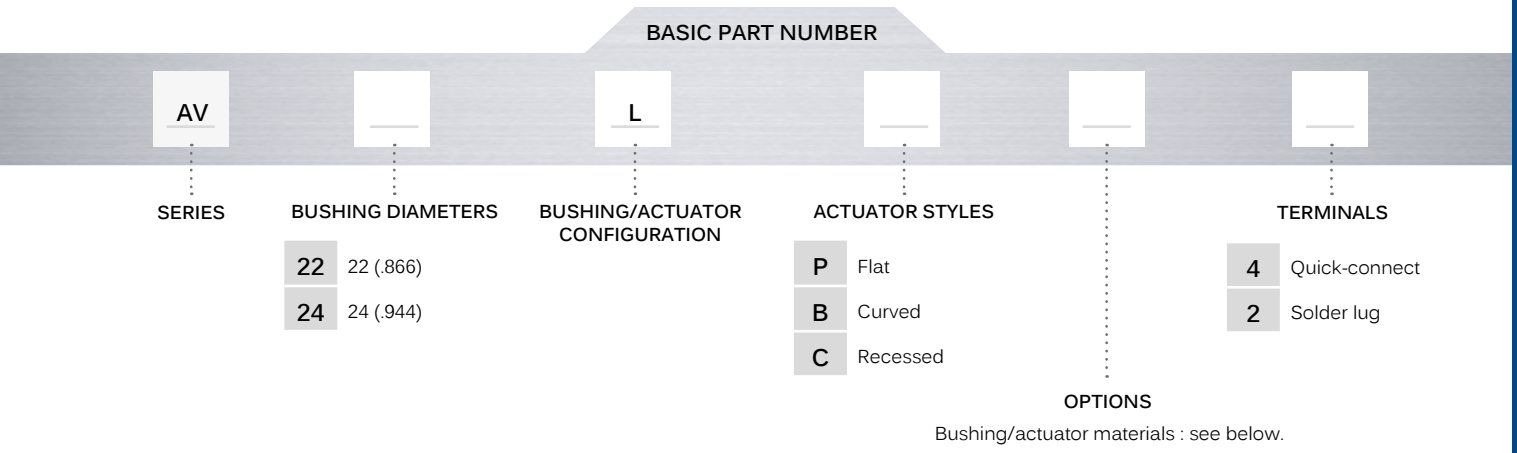 BASIC PART NUMBER
AV
L
SERIES
BUSHING DIAMETERS
22 22 (.866)
24 24 (.944)
BUSHING/ACTUATOR
CONFIGURATION
ACTUATOR STYLES
P Flat
B Curved
C Recessed
OPTIONS
Bushing/actuator materials : see below.
TERMINALS
4 Quick-connect
2 Solder lug